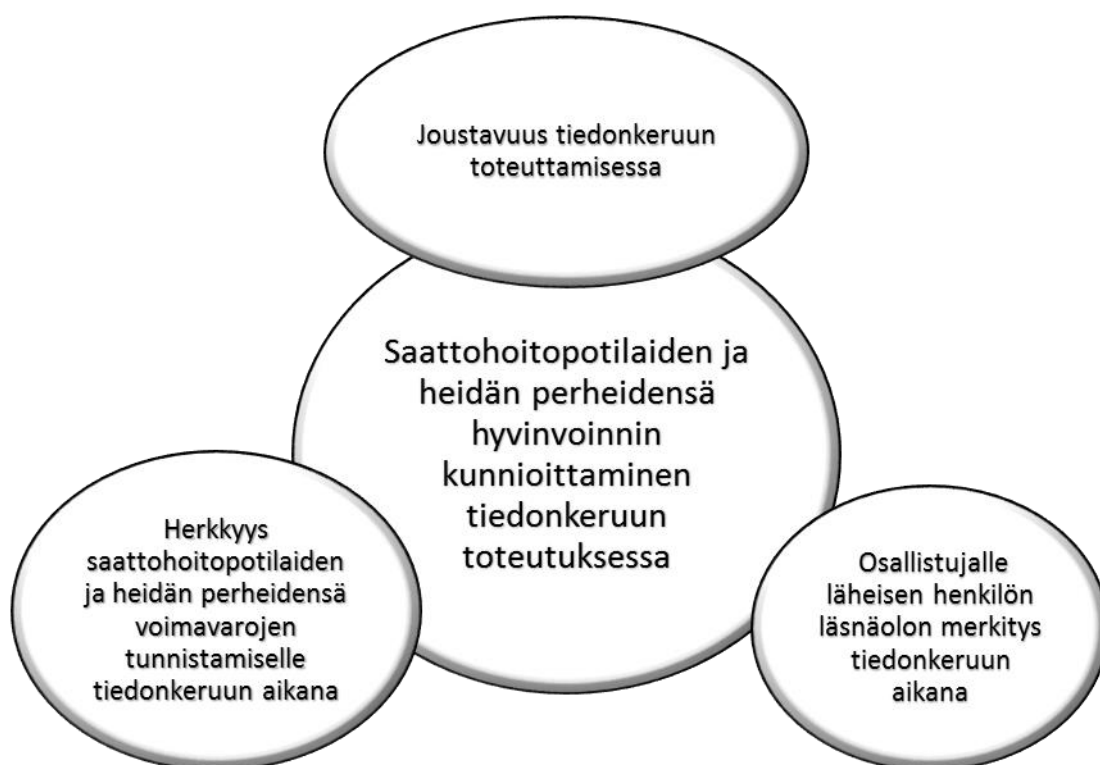 Joustavuus tiedonkeruun
toteuttamisessa
Saattohoitopotilaiden ja
heidän perheidensä
hyvinvoinnin
kunnioittaminen
tiedonkeruun
toteutuksessa
Herkkyys
saattohoitopotilaiden
ja heidän perheidensä
voimavarojen
tunnistamiselle
tiedonkeruun aikana
Osallistujalle
läheisen henkilön
läsnäolon merkitys
tiedonkeruun
aikana